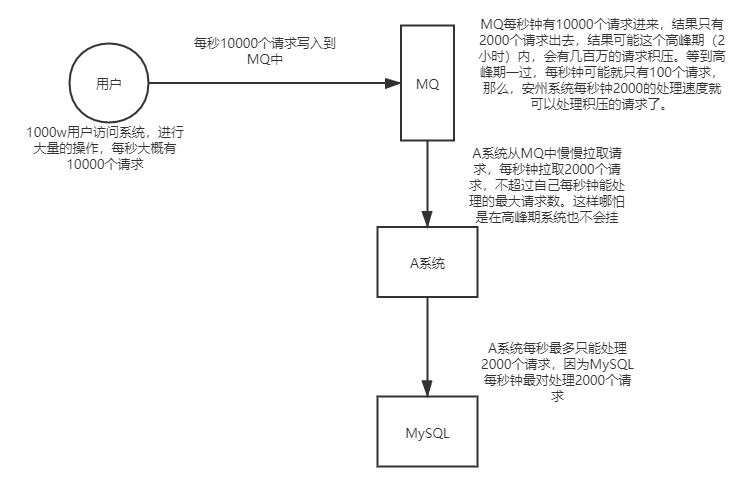 MQ每秒钟有10000个请求进来，结果只有
2000个请求出去，结果可能这个高峰期（2
小时）内，会有几百万的请求积压。等到高
峰期一过，每秒钟可能就只有100个请求，
那么，安州系统每秒钟2000的处理速度就
可以处理积压的请求了。
每秒10000个请求写入到
MQ中
用户
MQ
1000w用户访问系统，进行
大量的操作，每秒大概有
10000个请求
A系统从MQ中慢慢拉取请
求，每秒钟拉取2000个请
求，不超过自己每秒钟能处
理的最大请求数。这样哪怕
是在高峰期系统也不会挂
A系统
A系统每秒最多只能处理
2000个请求，因为MySQL
每秒钟最对处理2000个请
求
MySQL